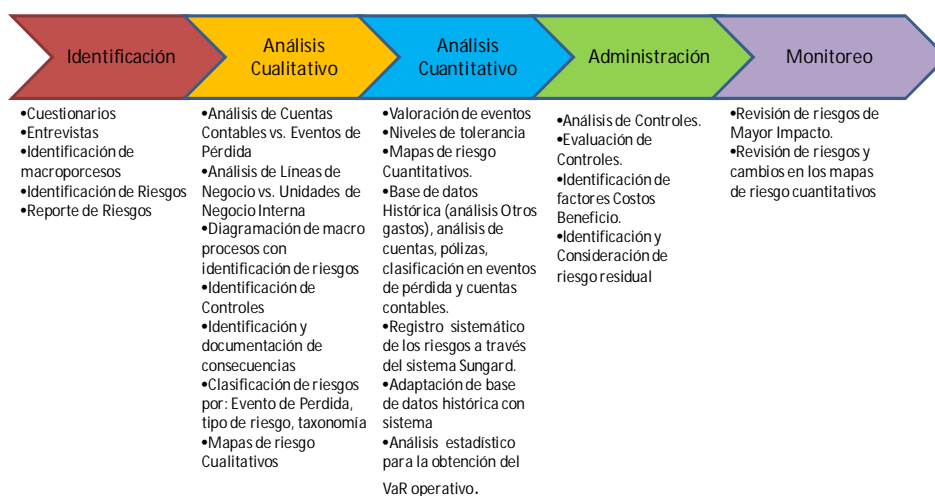 Identificación
Análisis
Cualitativo
Análisis
Cuantitativo
Administración
Monitoreo
•Cuestionarios
•Entrevistas
•Identificación de
macroporcesos
•Identificación de Riesgos
•Reporte de Riesgos
•Análisis de Cuentas
Contables vs. Eventos de
Pérdida
•Análisis de Líneas de
Negocio vs. Unidades de
Negocio Interna
•Diagramación de macro
procesos con
identificación de riesgos
•Identificación de
Controles
•Identificación y
documentación de
consecuencias
•Clasificación de riesgos
por: Evento de Perdida,
tipo de riesgo, taxonomía
•Mapas de riesgo
Cualitativos
•Valoración de eventos
•Niveles de tolerancia
•Mapas de riesgo
Cuantitativos.
•Base de datos
Histórica (análisis Otros
gastos), análisis de
cuentas, pólizas,
clasificación en eventos
de pérdida y cuentas
contables.
•Registro sistemático
de los riesgos a través
del sistema Sungard.
•Adaptación de base
de datos histórica con
sistema
•Análisis estadístico
para la obtención del
VaR operativo.
•Análisis de Controles.
•Evaluación de
Controles.
•Identificación de
factores Costos
Beneficio.
•Identificación y
Consideración de
riesgo residual
•Revisión de riesgos de
Mayor Impacto.
•Revisión de riesgos y
cambios en los mapas
de riesgo cuantitativos